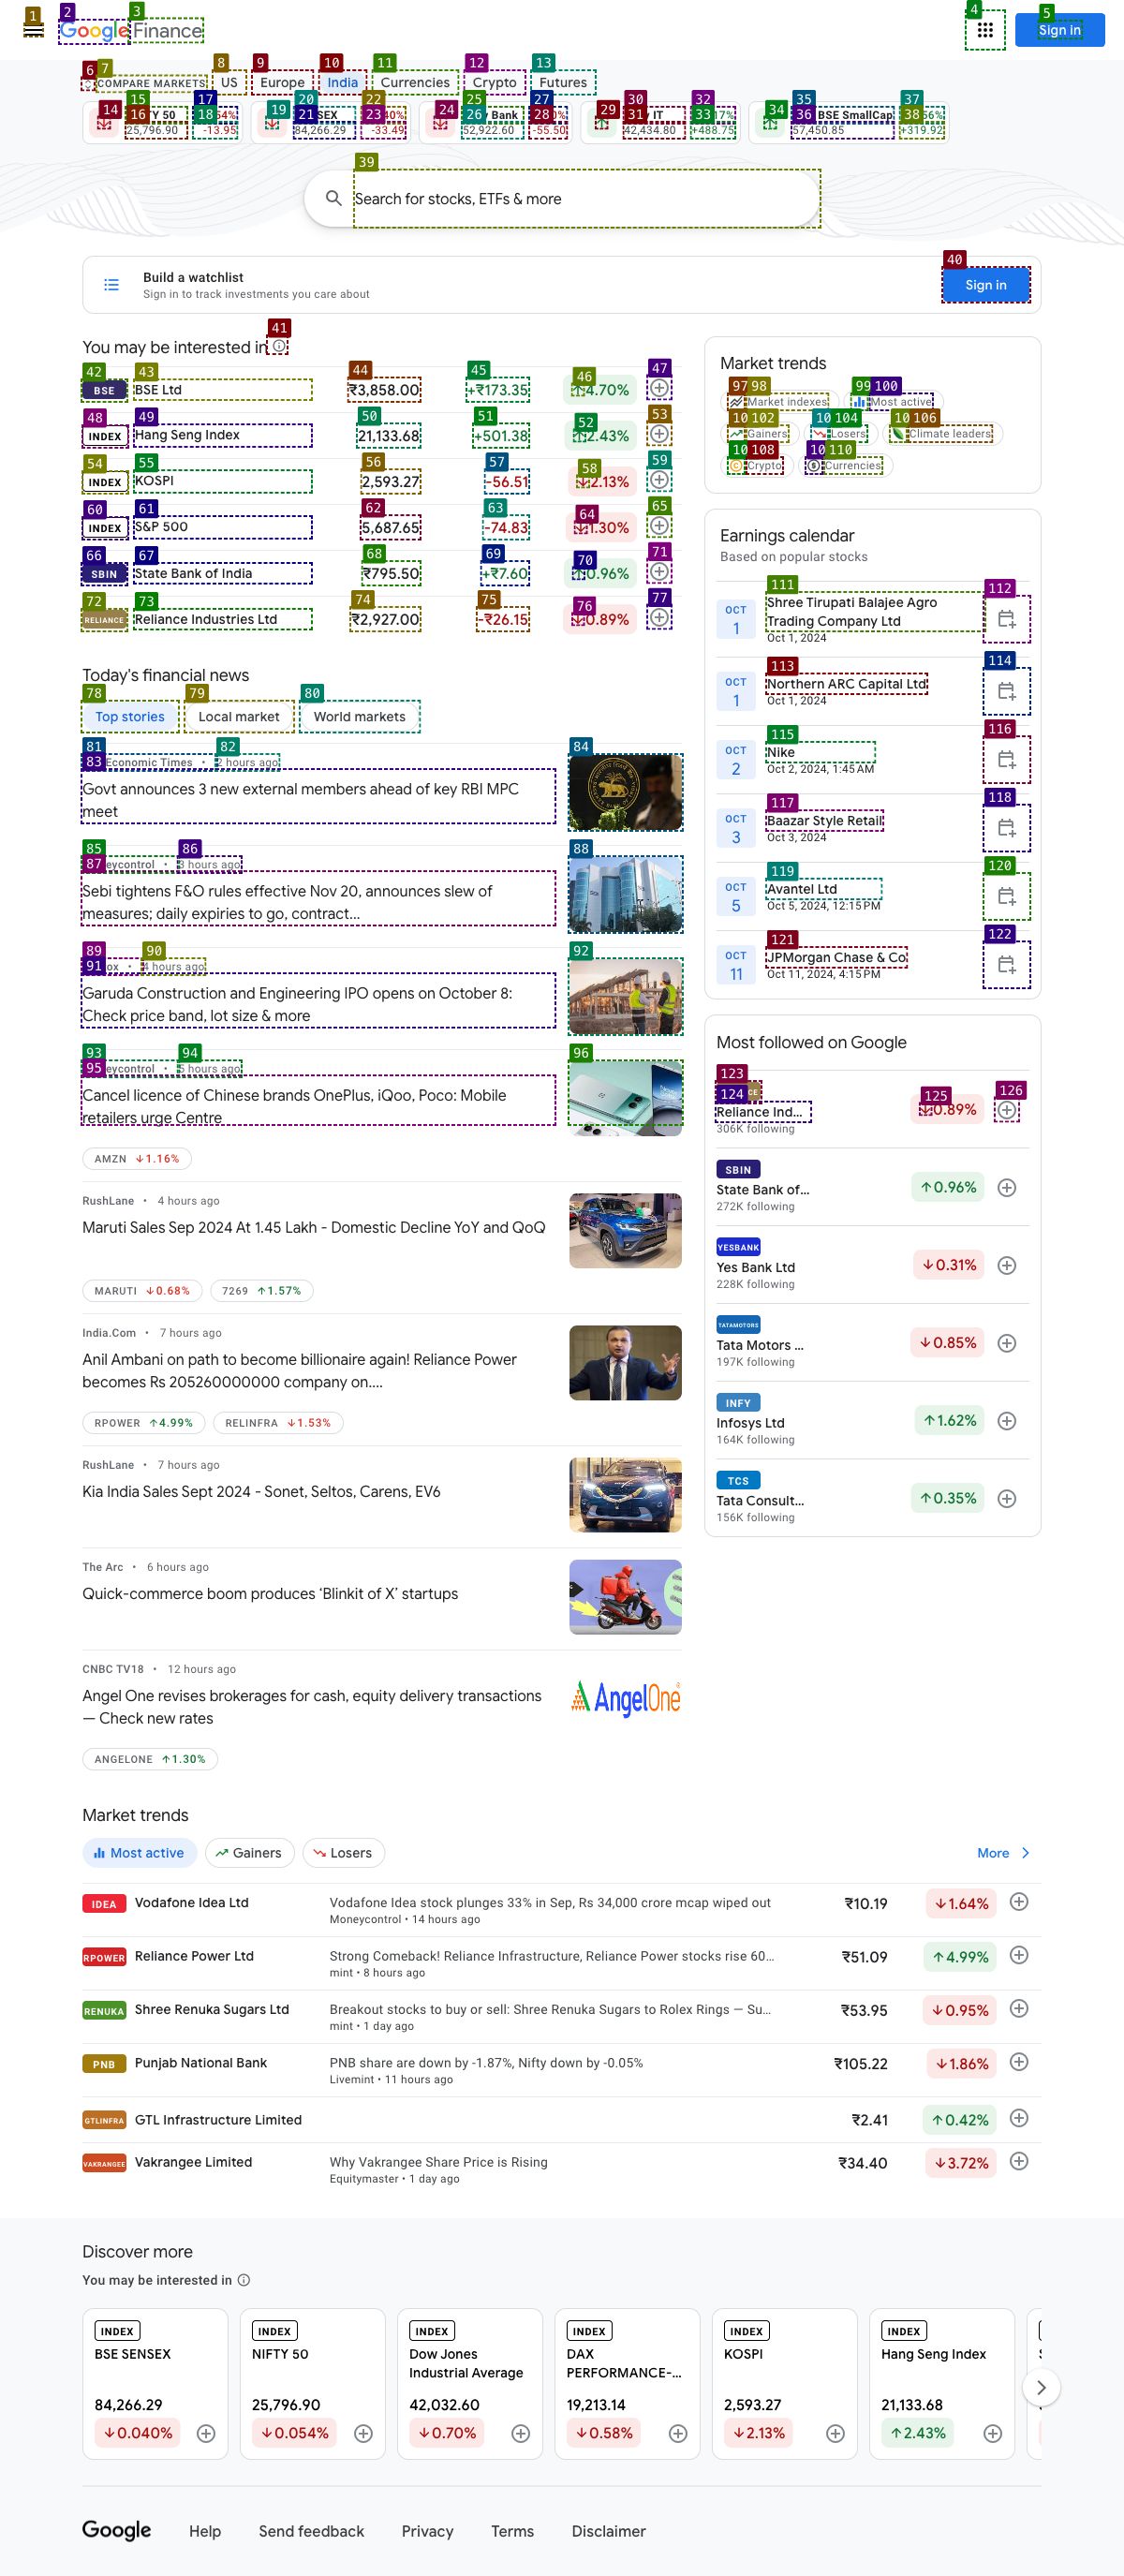 1
2
3
4
5
Google Finance
Sign in
6
7
8
9
10
11
12
13
COMPARE MARKETS
US
Europe
India
Currencies
Crypto
Futures
14
15
16
17
18
25,796.90
-13.95
19
20
21
22
23
84,266.29
-33.49
24
25
26
27
28
Bank
52,922.60
-55.50
29
30
31
32
33
IT
42,434.80
+488.75
34
35
36
37
38
BSE SmallCap
57,450.85
+319.92
39
Search for stocks, ETFs & more
40
Build a watchlist
Sign in to track investments you care about
Sign in
41
You may be interested in
42
43
44
45
46
47
BSE
BSE Ltd
₹3,858.00
+₹173.35
4.70%
48
49
50
51
52
53
INDEX
Hang Seng Index
21,133.68
+501.38
2.43%
54
55
56
57
58
59
INDEX
KOSPI
2,593.27
-56.51
2.13%
60
61
62
63
64
65
INDEX
S&P 500
5,687.65
-74.83
1.30%
66
67
68
69
70
71
SBIN
State Bank of India
₹795.50
+₹7.60
0.96%
72
73
74
75
76
77
RELIANCE
Reliance Industries Ltd
₹2,927.00
-₹26.15
0.89%
Today's financial news
78
79
80
Top stories
Local market
World markets
81
82
83
84
Economic Times • 2 hours ago
Govt announces 3 new external members ahead of key RBI MPC
meet
85
86
87
88
3 hours ago
Sebi tightens F&O rules effective Nov 20, announces slew of
measures; daily expiries to go, contract...
89
90
91
92
4 hours ago
Garuda Construction and Engineering IPO opens on October 8:
Check price band, lot size & more
93
94
95
96
5 hours ago
Cancel licence of Chinese brands OnePlus, iQoo, Poco: Mobile
retailers urge Centre
AMZN ↓1.16%
RushLane • 4 hours ago
Maruti Sales Sep 2024 At 1.45 Lakh - Domestic Decline YoY and QoQ
MARUTI ↓0.68%
7269 ↑1.57%
India.Com • 7 hours ago
Anil Ambani on path to become billionaire again! Reliance Power
becomes Rs 205260000000 company on....
RPOWER ↑4.99%
RELINFRA ↓1.53%
RushLane • 7 hours ago
Kia India Sales Sept 2024 - Sonet, Seltos, Carens, EV6
The Arc • 6 hours ago
Quick-commerce boom produces ‘Blinkit of X’ startups
CNBC TV18 • 12 hours ago
Angel One revises brokerages for cash, equity delivery transactions
— Check new rates
AngelOne
ANGELONE ↑1.30%
Market trends
97
98
99
100
Market indexes
Most active
102
104
106
Gainers
Losers
Climate leaders
108
110
Crypto
Currencies
Earnings calendar
Based on popular stocks
111
112
OCT
1
Shree Tirupati Balajee Agro
Trading Company Ltd
Oct 1, 2024
113
114
OCT
1
Northern ARC Capital Ltd
Oct 1, 2024
115
116
OCT
2
Nike
Oct 2, 2024, 1:45 AM
117
118
OCT
3
Baazar Style Retail
Oct 3, 2024
119
120
OCT
5
Avantel Ltd
Oct 5, 2024, 12:15 PM
121
122
OCT
11
JPMorgan Chase & Co
Oct 11, 2024, 4:15 PM
Most followed on Google
123
124
125
126
Reliance Ind...
306K following
0.89%
SBIN
State Bank of...
272K following
↑0.96%
YESBANK
Yes Bank Ltd
228K following
↓0.31%
TATAMOTORS
Tata Motors ...
197K following
↓0.85%
INFY
Infosys Ltd
164K following
↑1.62%
TCS
Tata Consult...
156K following
↑0.35%
Market trends
Most active
Gainers
Losers
More
IDEA
Vodafone Idea Ltd
Vodafone Idea stock plunges 33% in Sep, Rs 34,000 crore mcap wiped out
Moneycontrol • 14 hours ago
₹10.19
↓1.64%
RPOWER
Reliance Power Ltd
Strong Comeback! Reliance Infrastructure, Reliance Power stocks rise 60...
mint • 8 hours ago
₹51.09
↑4.99%
RENUKA
Shree Renuka Sugars Ltd
Breakout stocks to buy or sell: Shree Renuka Sugars to Rolex Rings — Su...
mint • 1 day ago
₹53.95
↓0.95%
PNB
Punjab National Bank
PNB share are down by -1.87%, Nifty down by -0.05%
Livemint • 11 hours ago
₹105.22
↓1.86%
GTLINFRA
GTL Infrastructure Limited
₹2.41
↑0.42%
VAKRANGEE
Vakrangee Limited
Why Vakrangee Share Price is Rising
Equitymaster • 1 day ago
₹34.40
↓3.72%
Discover more
You may be interested in
INDEX
BSE SENSEX
84,266.29
↓0.040%
INDEX
NIFTY 50
25,796.90
↓0.054%
INDEX
Dow Jones
Industrial Average
42,032.60
↓0.70%
INDEX
DAX
PERFORMANCE-...
19,213.14
↓0.58%
INDEX
KOSPI
2,593.27
↓2.13%
INDEX
Hang Seng Index
21,133.68
↑2.43%
Google
Help
Send feedback
Privacy
Terms
Disclaimer